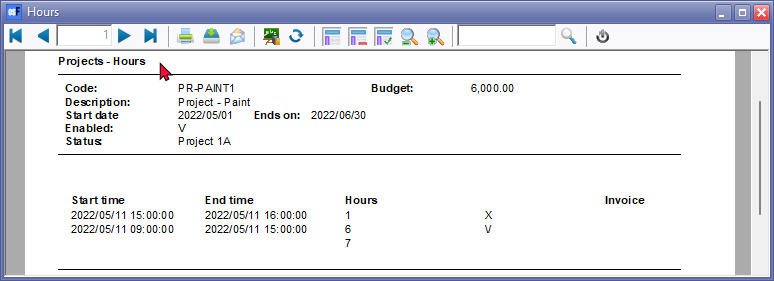 Hours
1
Projects - Hours
Code: PR-PAINT1 Budget: 6,000.00
Description: Project - Paint
Start date 2022/05/01 Ends on: 2022/06/30
Enabled: V
Status: Project 1A
Start time End time Hours Invoice
2022/05/11 15:00:00 2022/05/11 16:00:00 1 X
2022/05/11 09:00:00 2022/05/11 15:00:00 6 V
7